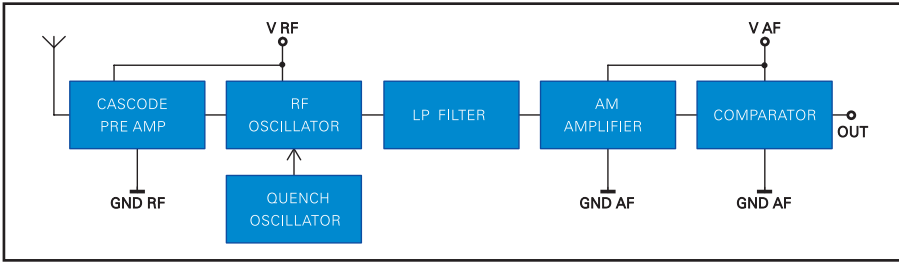 V RF
V AF
CASCODE
PRE AMP
RF
OSCILLATOR
LP FILTER
AM
AMPLIFIER
COMPARATOR
OUT
GND RF
QUENCH
OSCILLATOR
GND AF
GND AF